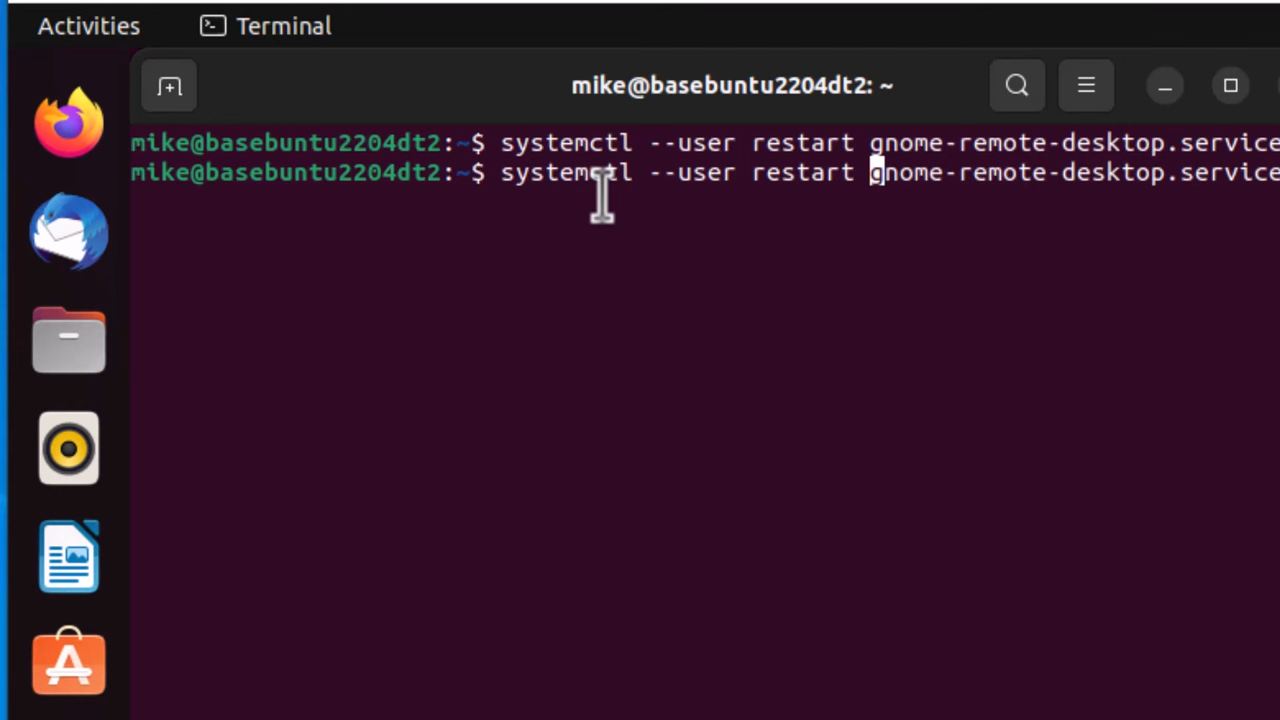 Activities
Terminal
mike@basebuntu2204dt2: ~
mike@basebuntu2204dt2:~$ systemctl --user restart gnome-remote-desktop.service
mike@basebuntu2204dt2:~$ systemctl --user restart gnome-remote-desktop.service